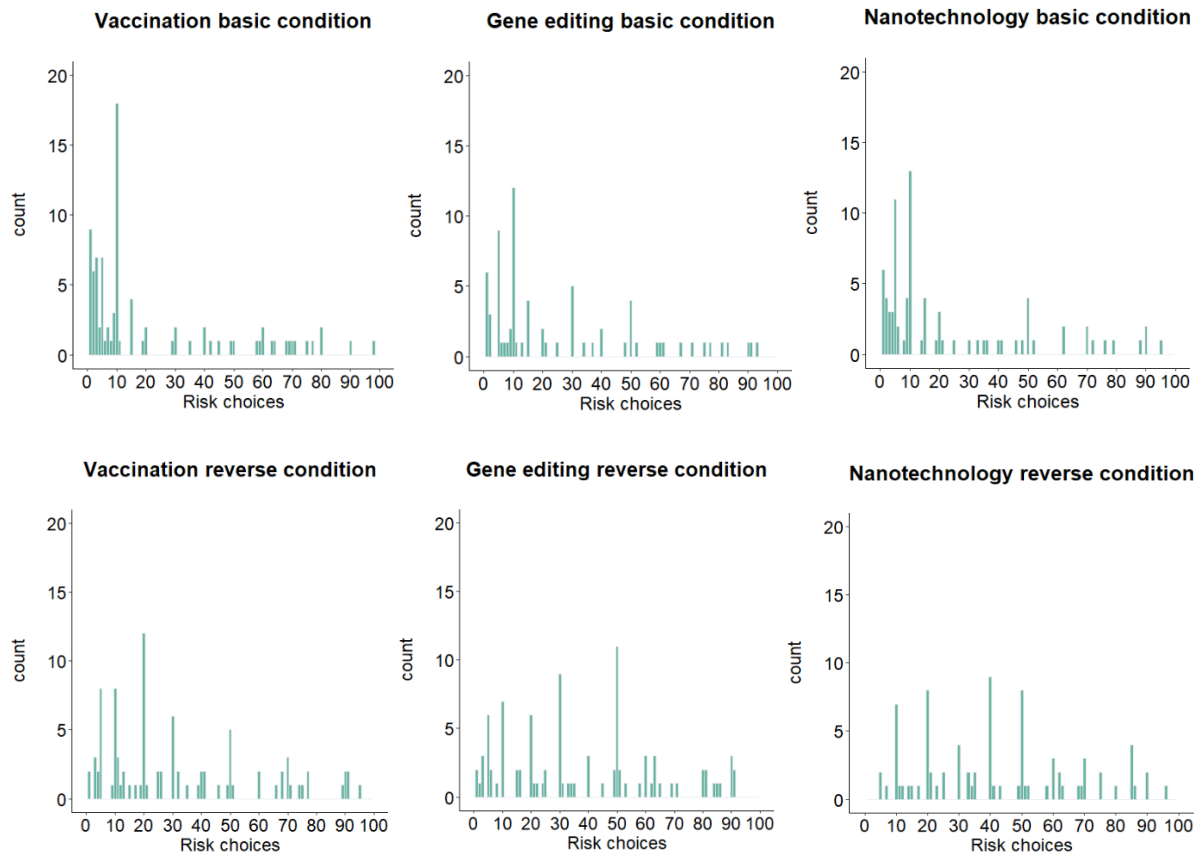 Vaccination basic condition
Gene editing basic condition
Nanotechnology basic condition
20
15
10
5
0
count
0 10 20 30 40 50 60 70 80 90 100
Risk choices
20
15
10
5
0
count
0 10 20 30 40 50 60 70 80 90 100
Risk choices
20
15
10
5
0
count
0 10 20 30 40 50 60 70 80 90 100
Risk choices
Vaccination reverse condition
Gene editing reverse condition
Nanotechnology reverse condition
20
15
10
5
0
count
0 10 20 30 40 50 60 70 80 90 100
Risk choices
20
15
10
5
0
count
0 10 20 30 40 50 60 70 80 90 100
Risk choices
20
15
10
5
0
count
0 10 20 30 40 50 60 70 80 90 100
Risk choices